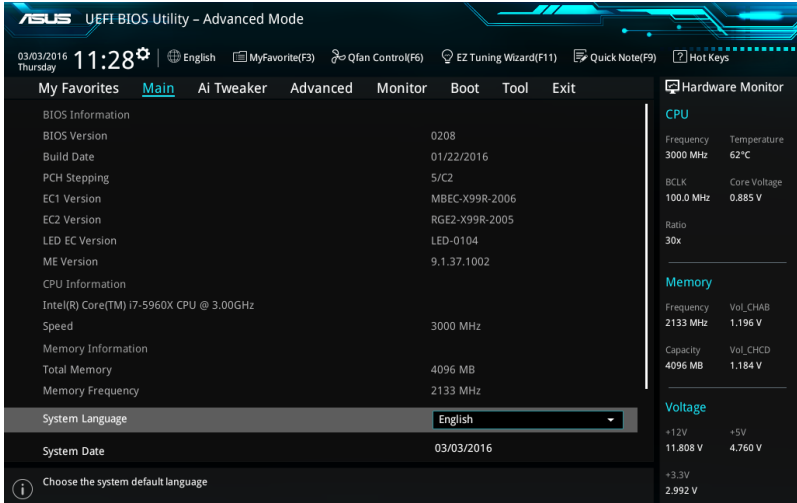 ASUS UEFI BIOS Utility – Advanced Mode
03/03/2016 Thursday 11:28 English MyFavorite(F3) Qfan Control(F6) EZ Tuning Wizard(F11) Quick Note(F9) ? Hot Keys
My Favorites Main Ai Tweaker Advanced Monitor Boot Tool Exit
BIOS Information
BIOS Version 0208
Build Date 01/22/2016
PCH Stepping 5/C2
EC1 Version MBEC-X99R-2006
EC2 Version RGE2-X99R-2005
LED EC Version LED-0104
ME Version 9.1.37.1002
CPU Information
Intel(R) Core(TM) i7-5960X CPU @ 3.00GHz
Speed 3000 MHz
Memory Information
Total Memory 4096 MB
Memory Frequency 2133 MHz
System Language English
System Date 03/03/2016
i Choose the system default language
Hardware Monitor
CPU
Frequency Temperature
3000 MHz 62°C
BCLK Core Voltage
100.0 MHz 0.885 V
Ratio
30x
Memory
Frequency Vol_CHAB
2133 MHz 1.196 V
Capacity Vol_CHCD
4096 MB 1.184 V
Voltage
+12V +5V
11.808 V 4.760 V
+3.3V
2.992 V